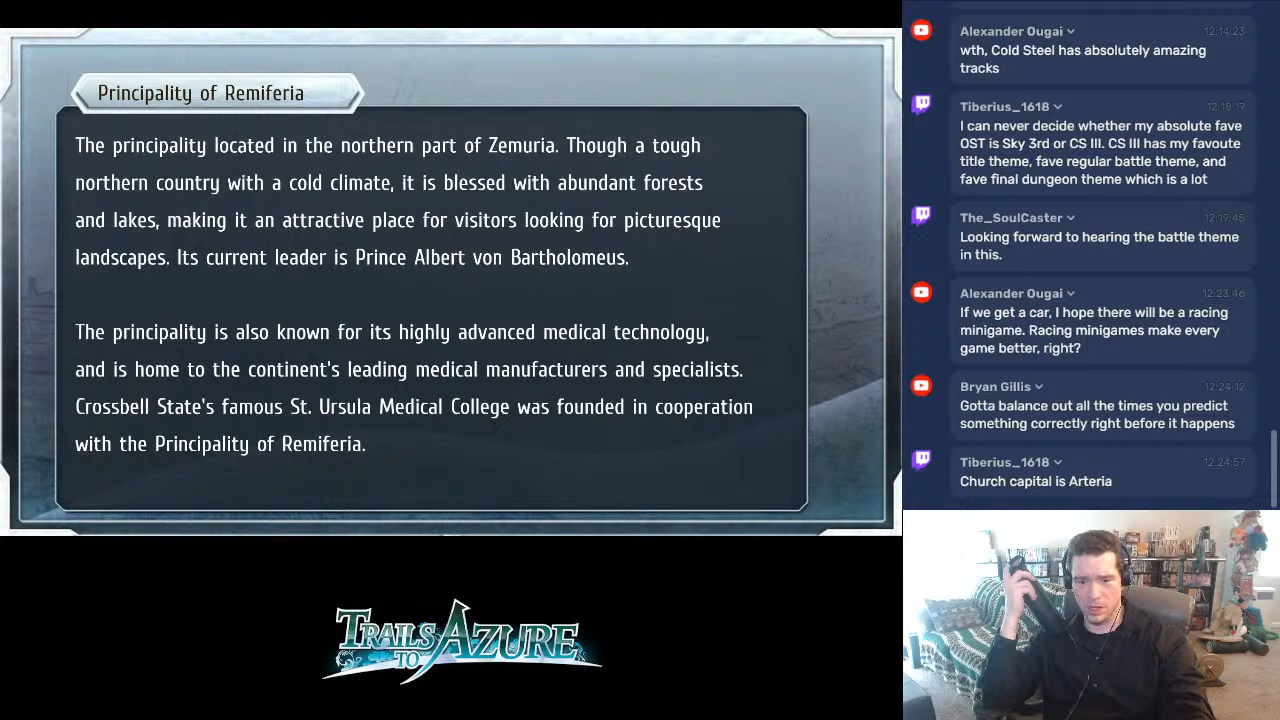 Principality of Remiferia
The principality located in the northern part of Zemuria. Though a tough
northern country with a cold climate, it is blessed with abundant forests
and lakes, making it an attractive place for visitors looking for picturesque
landscapes. Its current leader is Prince Albert von Bartholomeus.
The principality is also known for its highly advanced medical technology,
and is home to the continent's leading medical manufacturers and specialists.
Crossbell State's famous St. Ursula Medical College was founded in cooperation
with the Principality of Remiferia.
TRAILS
TO
AZURE
Alexander Ougai 12:14:23
wth, Cold Steel has absolutely amazing
tracks
Tiberius_1618 12:18:17
I can never decide whether my absolute fave
OST is Sky 3rd or CS III. CS III has my favoute
title theme, fave regular battle theme, and
fave final dungeon theme which is a lot
The_SoulCaster 12:19:45
Looking forward to hearing the battle theme
in this.
Alexander Ougai 12:23:46
If we get a car, I hope there will be a racing
minigame. Racing minigames make every
game better, right?
Bryan Gillis 12:24:12
Gotta balance out all the times you predict
something correctly right before it happens
Tiberius_1618 12:24:57
Church capital is Arteria